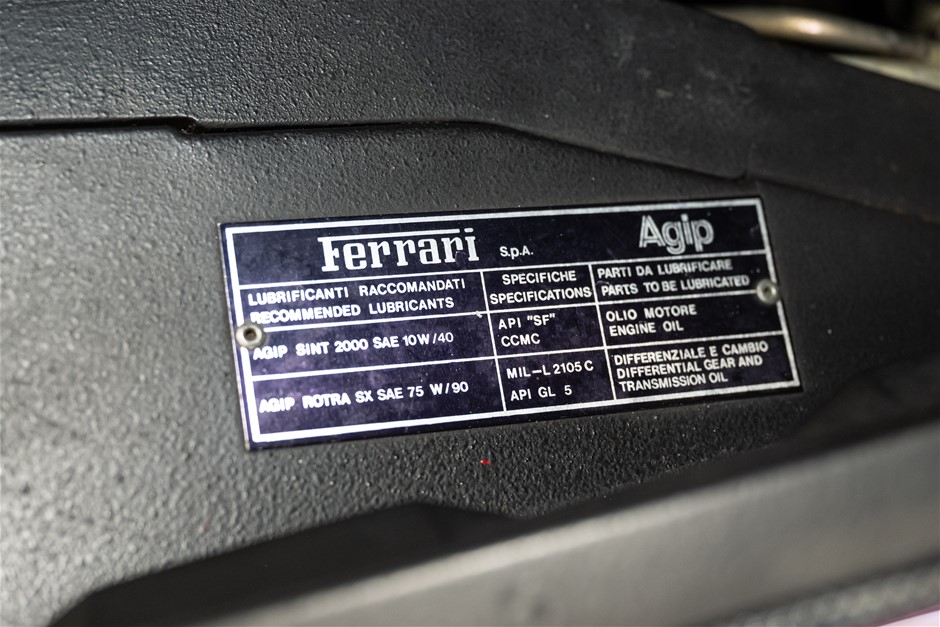 Ferrari S.p.A. Agip
LUBRIFICANTI RACCOMANDATI
RECOMMENDED LUBRICANTS
SPECIFICHE
SPECIFICATIONS
PARTI DA LUBRIFICARE
PARTS TO BE LUBRICATED
AGIP SINT 2000 SAE 10W/40
API "SF"
CCMC
OLIO MOTORE
ENGINE OIL
AGIP ROTRA SX SAE 75 W/90
MIL-L 2105 C
API GL 5
DIFFERENZIALE E CAMBIO
DIFFERENTIAL GEAR AND
TRANSMISSION OIL